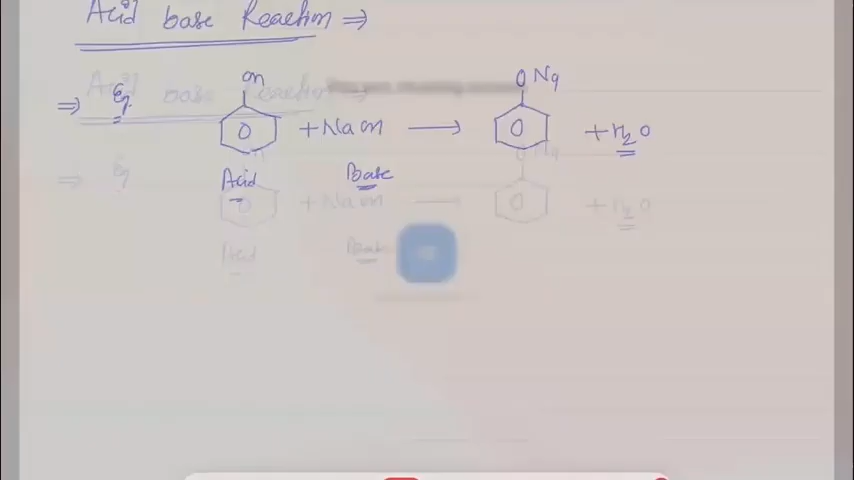 Acid base Reaction ⇒
⇒ Eg.
OH ONa
+ NaOH ⟶ + H2O
Acid Base